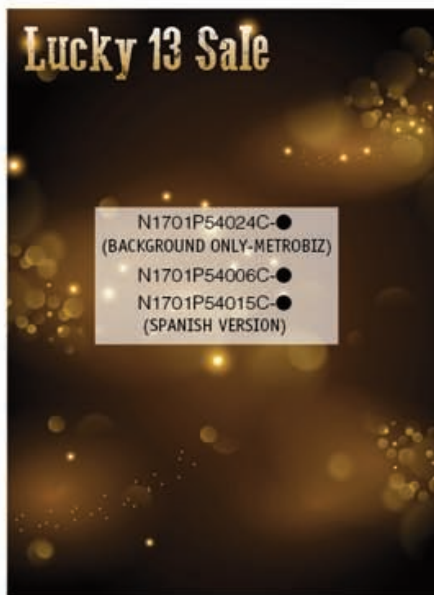 Lucky 13 Sale
N1701P54024C-●
(BACKGROUND ONLY-METROBIZ)
N1701P54006C-●
N1701P54015C-●
(SPANISH VERSION)